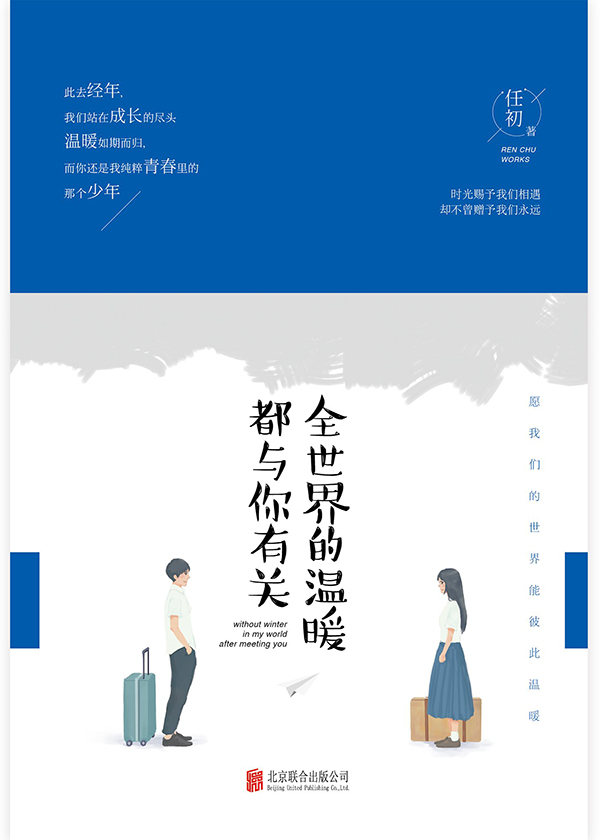 此去经年,
我们站在成长的尽头
温暖如期而归,
而你还是我纯粹青春里的
那个少年
任初
著
REN CHU
WORKS
时光赐予我们相遇
却不曾赠予我们永远
全世界的温暖
都与你有关
without winter
in my world
after meeting you
愿我们的世界能彼此温暖
北京联合出版公司
Beijing United Publishing Co.,Ltd.